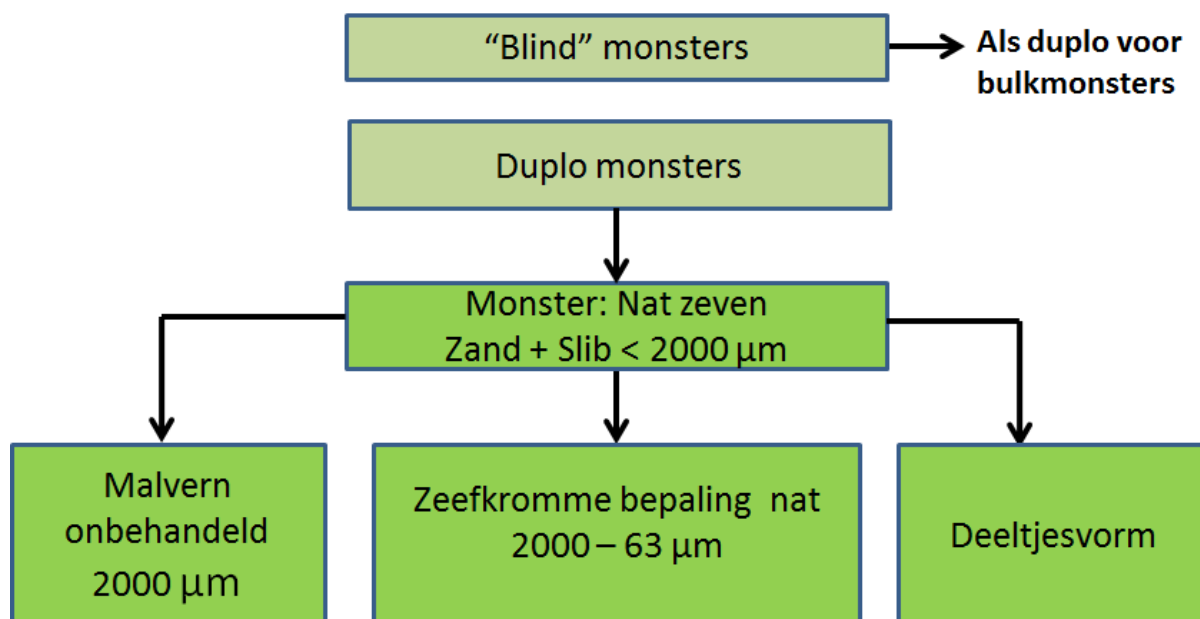 “Blind” monsters
Als duplo voor
bulkmonsters
Duplo monsters
Monster: Nat zeven
Zand + Slib < 2000 µm
Malvern
onbehandeld
2000 µm
Zeefkromme bepaling nat
2000 – 63 µm
Deeltjesvorm